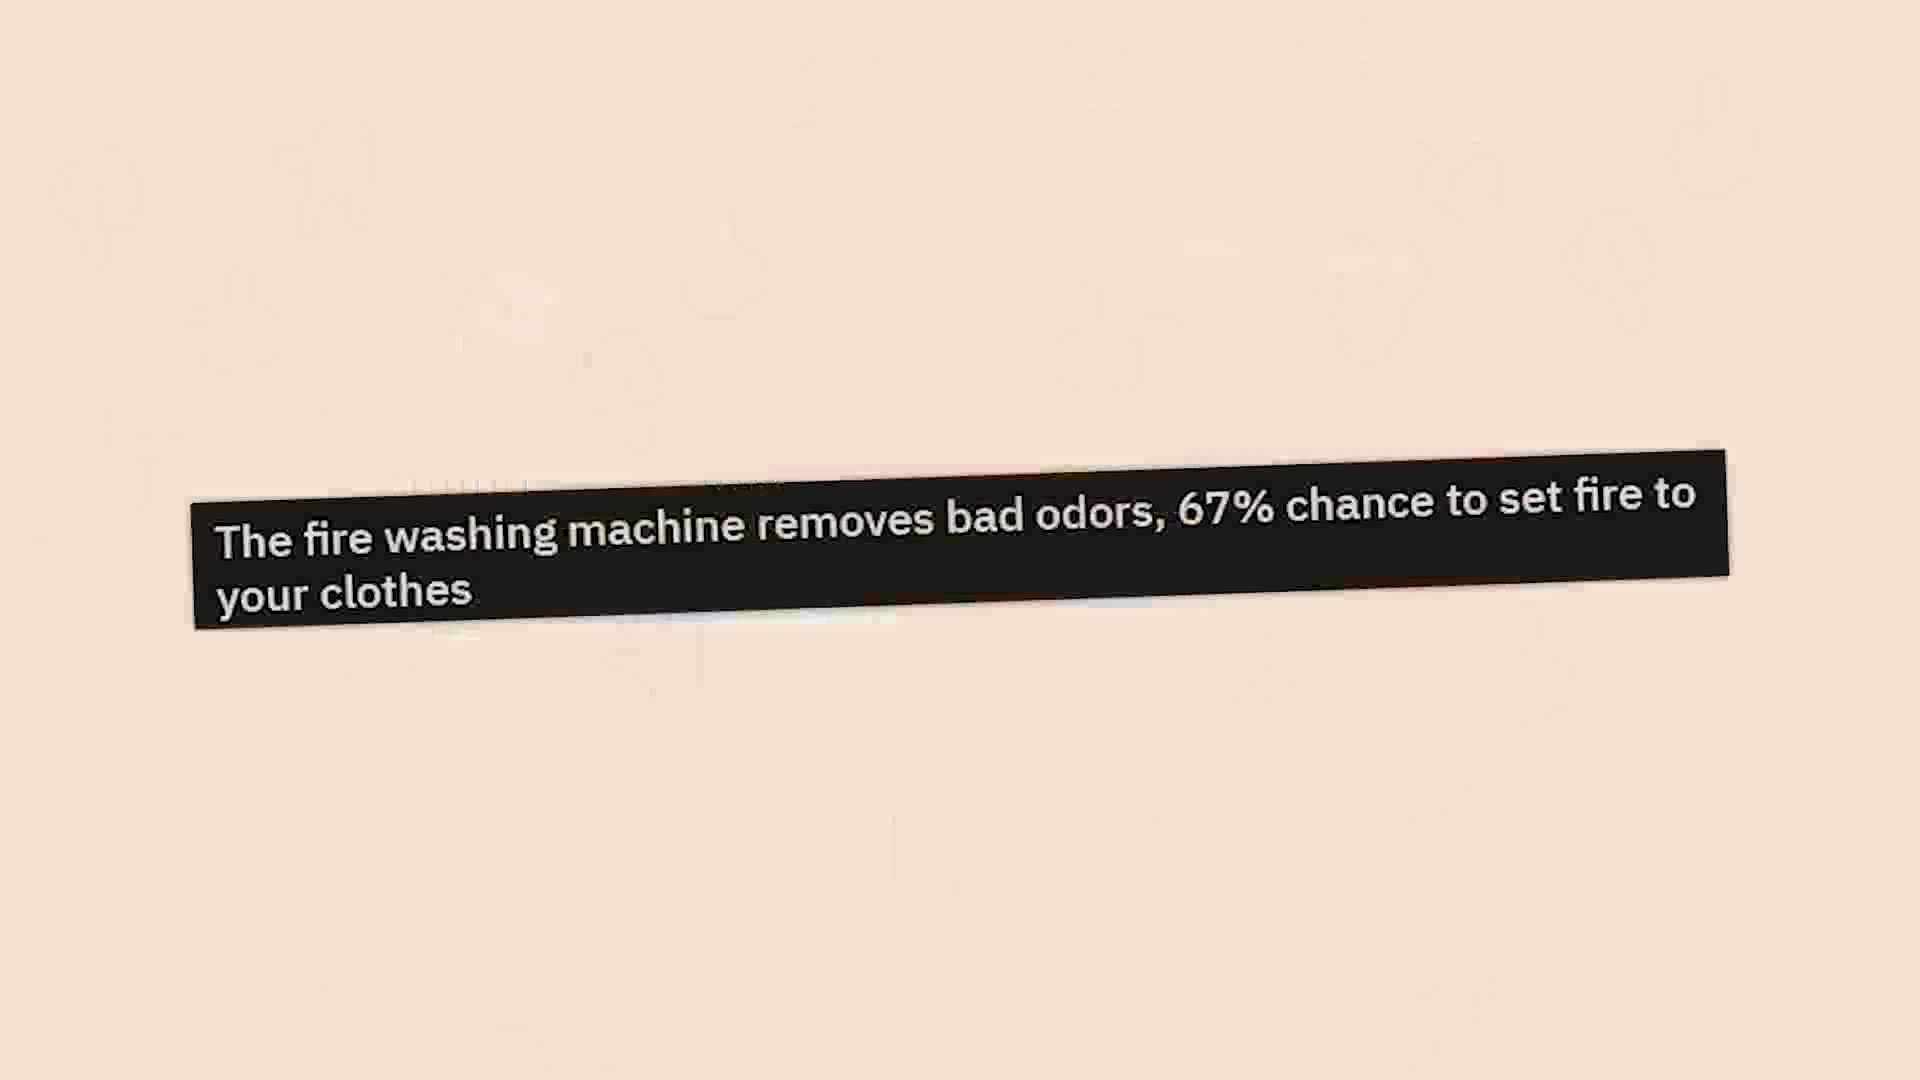 The fire washing machine removes bad odors, 67% chance to set fire to
your clothes